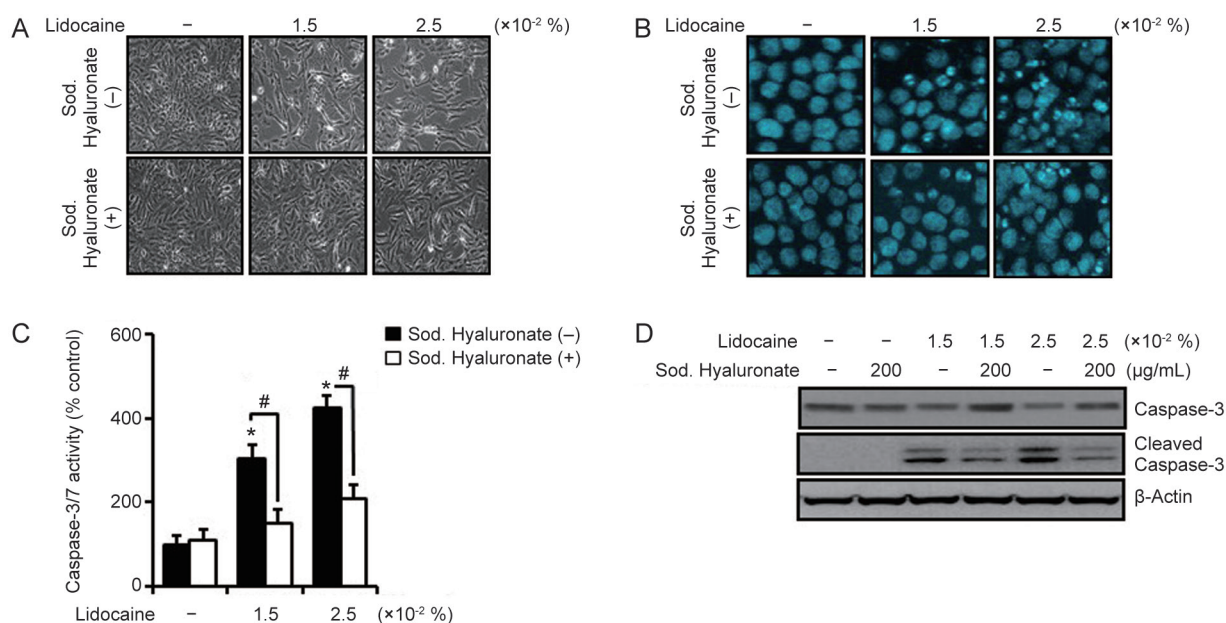 A
Lidocaine – 1.5 2.5 (×10-2 %)
Sod.
Hyaluronate
(–)
Sod.
Hyaluronate
(+)
B
Lidocaine – 1.5 2.5 (×10-2 %)
Sod.
Hyaluronate
(–)
Sod.
Hyaluronate
(+)
C
Caspase-3/7 activity (% control)
600
400
200
0
Sod. Hyaluronate (–)
Sod. Hyaluronate (+)
* #
* #
Lidocaine – 1.5 2.5 (×10-2 %)
D
Lidocaine – – 1.5 1.5 2.5 2.5 (×10-2 %)
Sod. Hyaluronate – 200 – 200 – 200 (µg/mL)
Caspase-3
Cleaved
Caspase-3
β-Actin